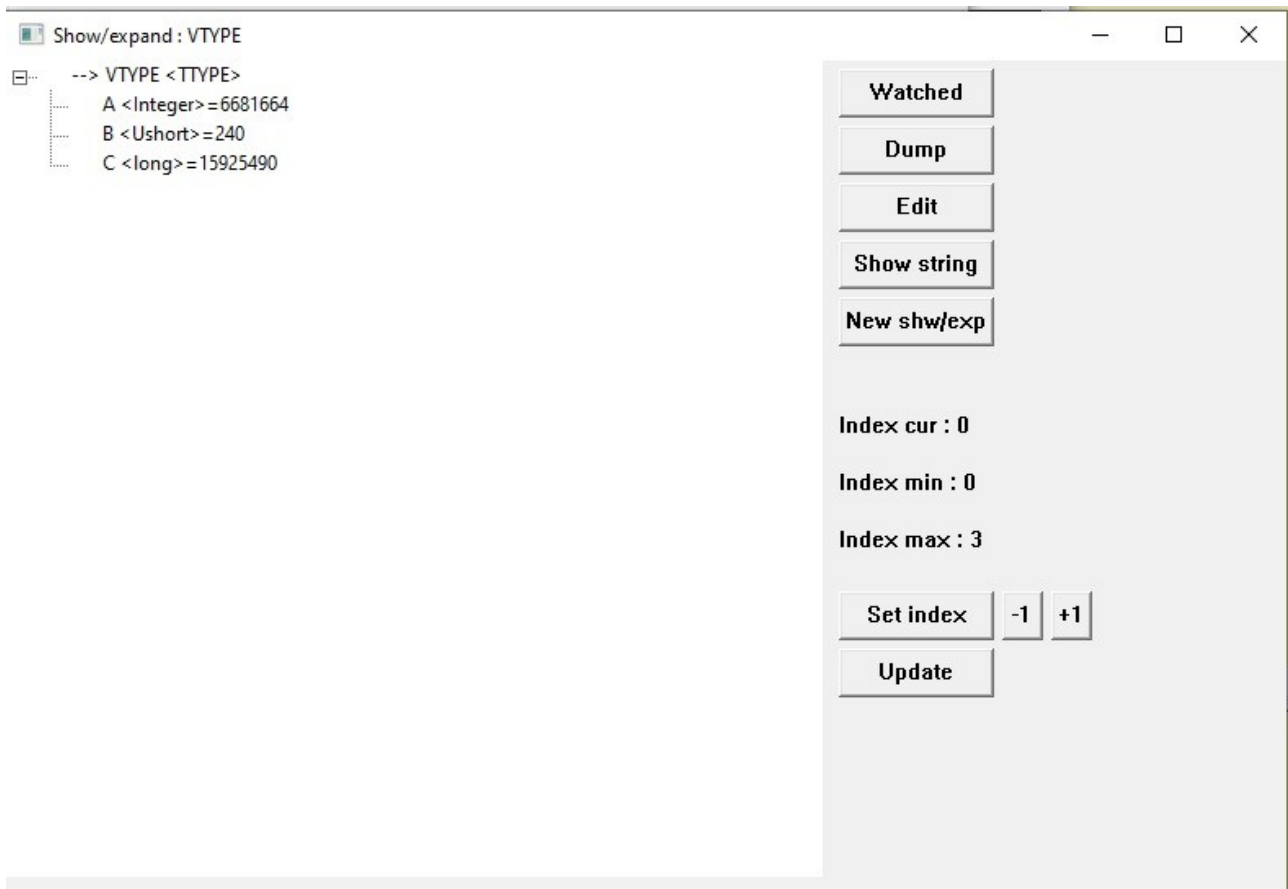 Show/expand : VTYPE
--> VTYPE <TTYPE>
A <Integer>=6681664
B <Ushort>=240
C <long>=15925490
Watched
Dump
Edit
Show string
New shw/exp
Index cur : 0
Index min : 0
Index max : 3
Set index -1 +1
Update